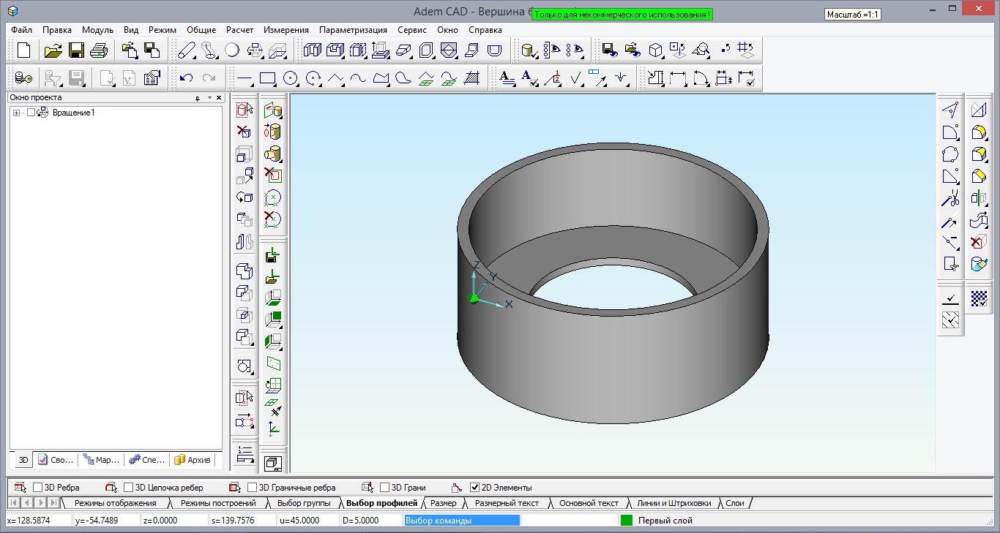 Adem CAD - Вершина
Только для некоммерческого использования !
Масштаб =1:1
Файл Правка Модуль Вид Режим Общие Расчет Измерения Параметризация Сервис Окно Справка
Окно проекта
Вращение1
Z
Y
X
3D Сво... Мар... Спе... Архив
3D Ребра 3D Цепочка ребер 3D Граничные ребра 3D Грани 2D Элементы
Режимы отображения Режимы построений Выбор группы Выбор профилей Размер Размерный текст Основной текст Линии и Штриховки Слои
x=128.5874 y=-54.7489 z=0.0000 s=139.7576 u=45.0000 D=5.0000 Выбор команды Первый слой